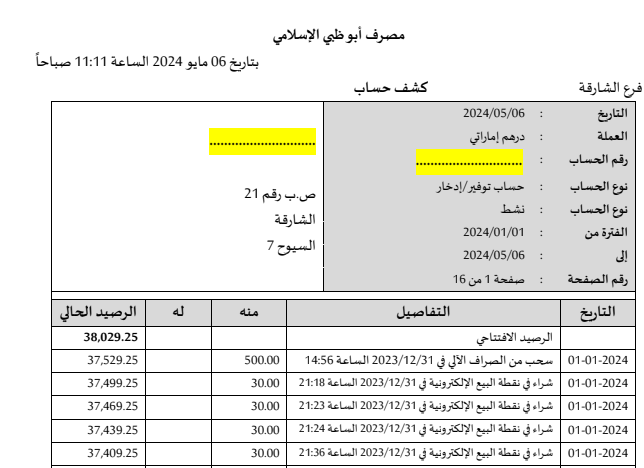 مصرف أبو ظبي الإسلامي
بتاريخ 06 مايو 2024 الساعة 11:11 صباحاً
فرع الشارقة
كشف حساب
التاريخ : 2024/05/06
العملة : درهم إماراتي
رقم الحساب : .............................
نوع الحساب : حساب توفير/إدخار
نوع الحساب : نشط
الفترة من : 2024/01/01
إلى : 2024/05/06
رقم الصفحة : صفحة 1 من 16
.............................
ص.ب رقم 21
الشارقة
السيوح 7
التاريخ التفاصيل منه له الرصيد الحالي
الرصيد الافتتاحي 38,029.25
01-01-2024 سحب من الصراف الآلي في 2023/12/31 الساعة 14:56 500.00 37,529.25
01-01-2024 شراء في نقطة البيع الإلكترونية في 2023/12/31 الساعة 21:18 30.00 37,499.25
01-01-2024 شراء في نقطة البيع الإلكترونية في 2023/12/31 الساعة 21:23 30.00 37,469.25
01-01-2024 شراء في نقطة البيع الإلكترونية في 2023/12/31 الساعة 21:24 30.00 37,439.25
01-01-2024 شراء في نقطة البيع الإلكترونية في 2023/12/31 الساعة 21:36 30.00 37,409.25